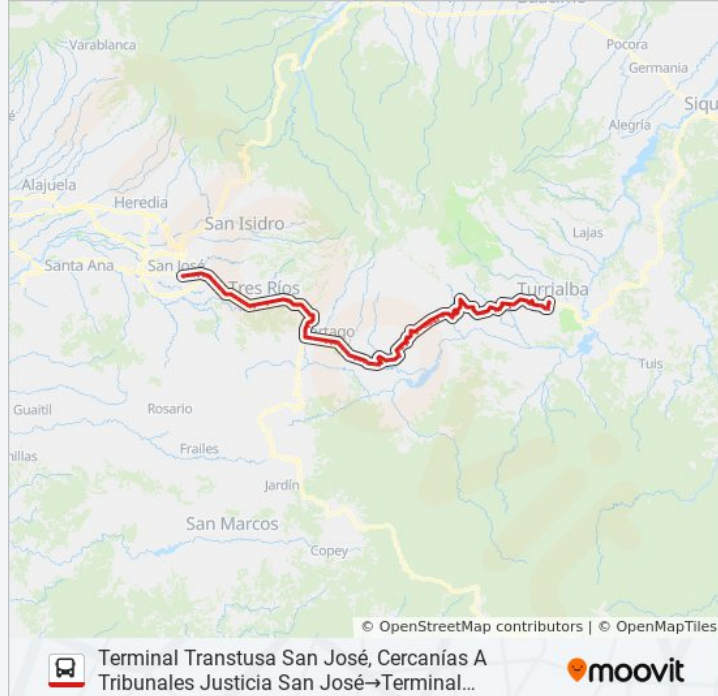 Varablanca
Pocora
Germania
Siqu
Alegría
Alajuela
Heredia
San Isidro
Lajas
Santa Ana
San José
Tres Ríos
Turrialba
Cartago
Tuis
Guaitil
Rosario
Frailes
nillas
Jardín
San Marcos
Copey
© OpenStreetMap contributors | © OpenMapTiles
Terminal Transtusa San José, Cercanías A
Tribunales Justicia San José→Terminal...
moovit